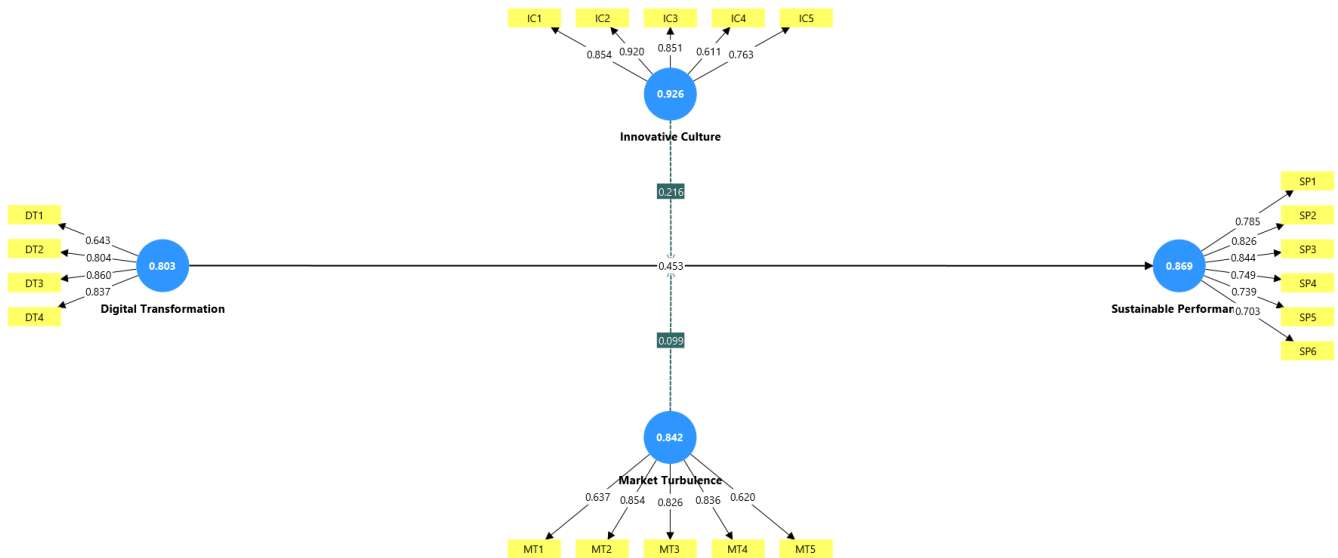 IC1 IC2 IC3 IC4 IC5
0.854 0.920 0.851 0.611 0.763
0.926
Innovative Culture
0.216
DT1
DT2
DT3
DT4
0.643
0.804
0.860
0.837
0.803
Digital Transformation
0.453
SP1
SP2
SP3
SP4
SP5
SP6
0.785
0.826
0.844
0.749
0.739
0.703
0.869
Sustainable Performan
0.099
0.842
Market Turbulence
0.637 0.854 0.826 0.836 0.620
MT1 MT2 MT3 MT4 MT5